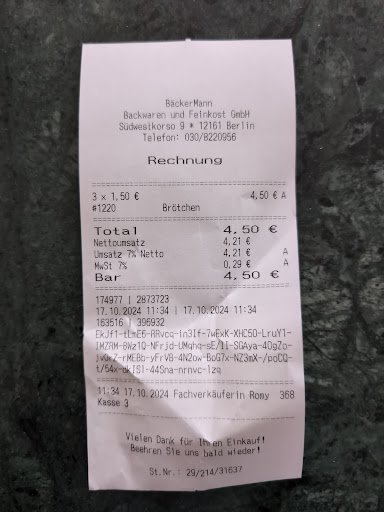 BäckerMann
Backwaren und Feinkost GmbH
Südwestkorso 9 * 12161 Berlin
Telefon: 030/8220956
Rechnung
3 x 1,50 € 4,50 € A
#1220 Brötchen
Total 4,50 €
Nettoumsatz 4,21 €
Umsatz 7% Netto 4,21 € A
MwSt 7% 0,29 € A
Bar 4,50 €
174977 | 2873723
17.10.2024 11:34 | 17.10.2024 11:34
163516 | 396932
11:34 17.10.2024 Fachverkäuferin Romy 368
Kasse 3
Vielen Dank für Ihren Einkauf!
Beehren Sie uns bald wieder!
St.Nr.: 29/214/31637